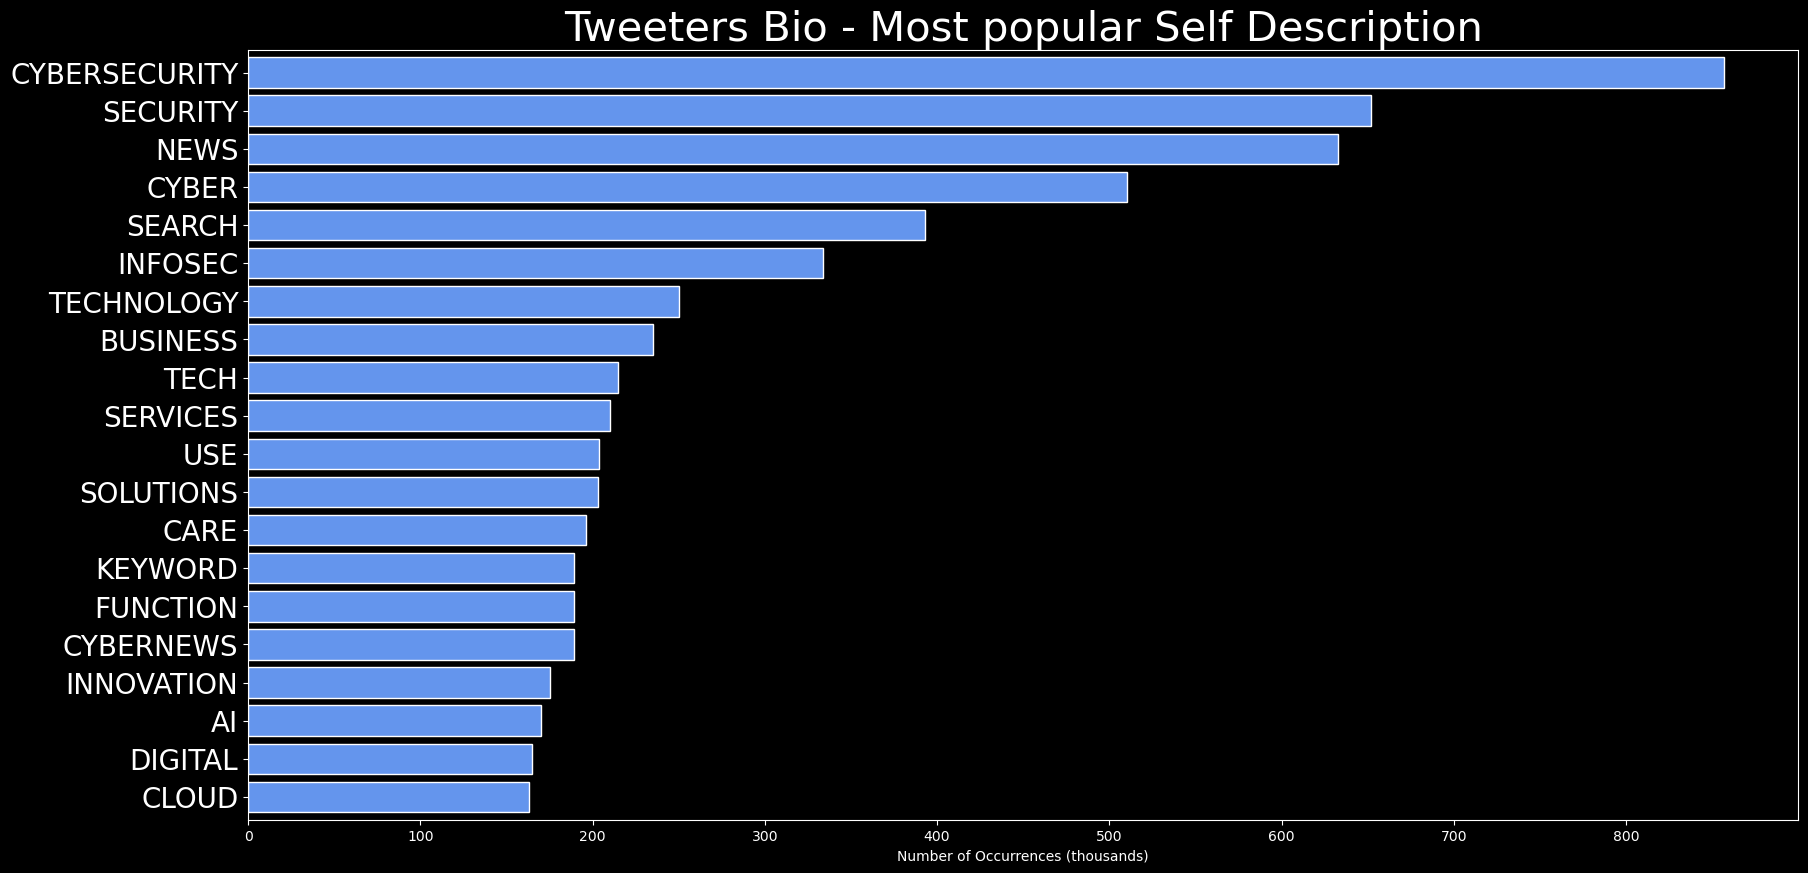 Tweeters Bio - Most popular Self Description
CYBERSECURITY
SECURITY
NEWS
CYBER
SEARCH
INFOSEC
TECHNOLOGY
BUSINESS
TECH
SERVICES
USE
SOLUTIONS
CARE
KEYWORD
FUNCTION
CYBERNEWS
INNOVATION
AI
DIGITAL
CLOUD
0 100 200 300 400 500 600 700 800
Number of Occurrences (thousands)